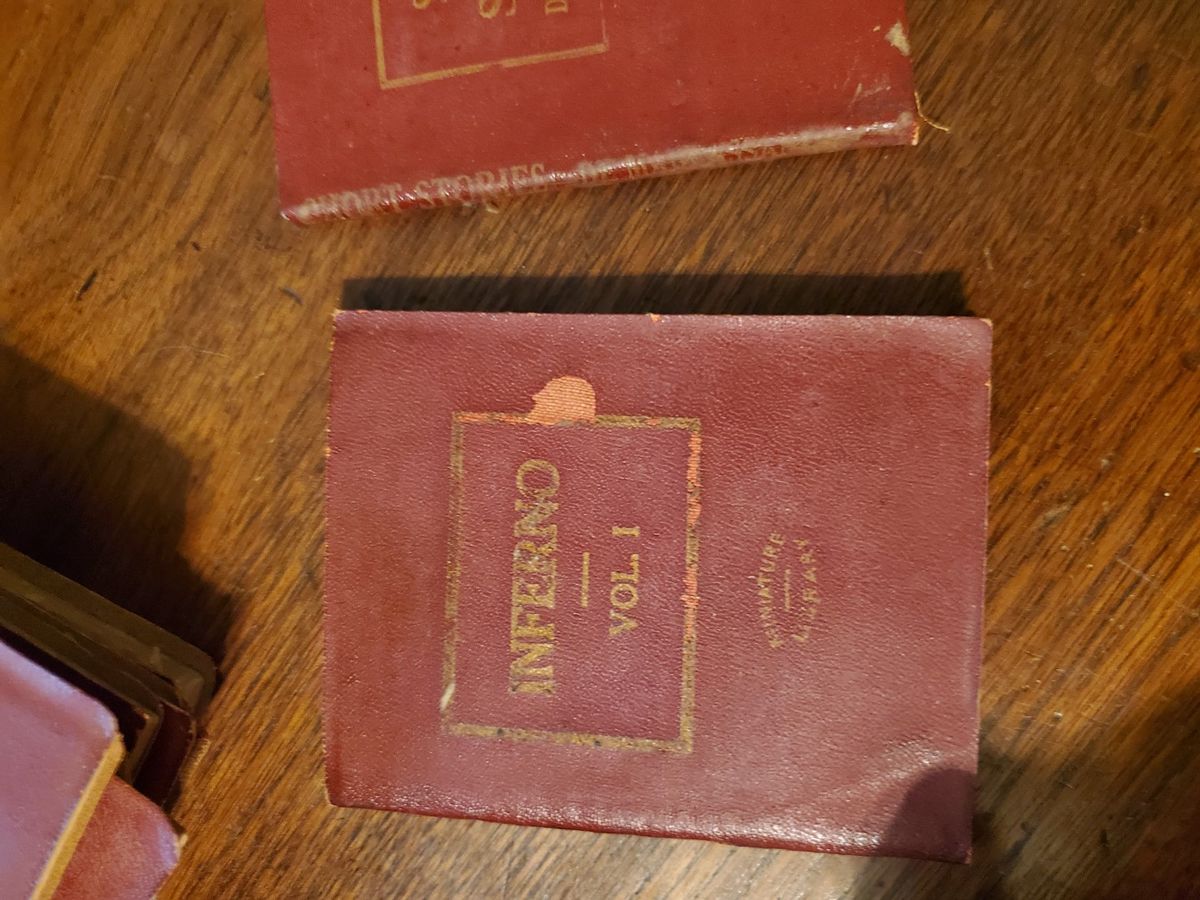 SHORT STORIES
INFERNO
VOL. I
MINIATURE
LIBRARY